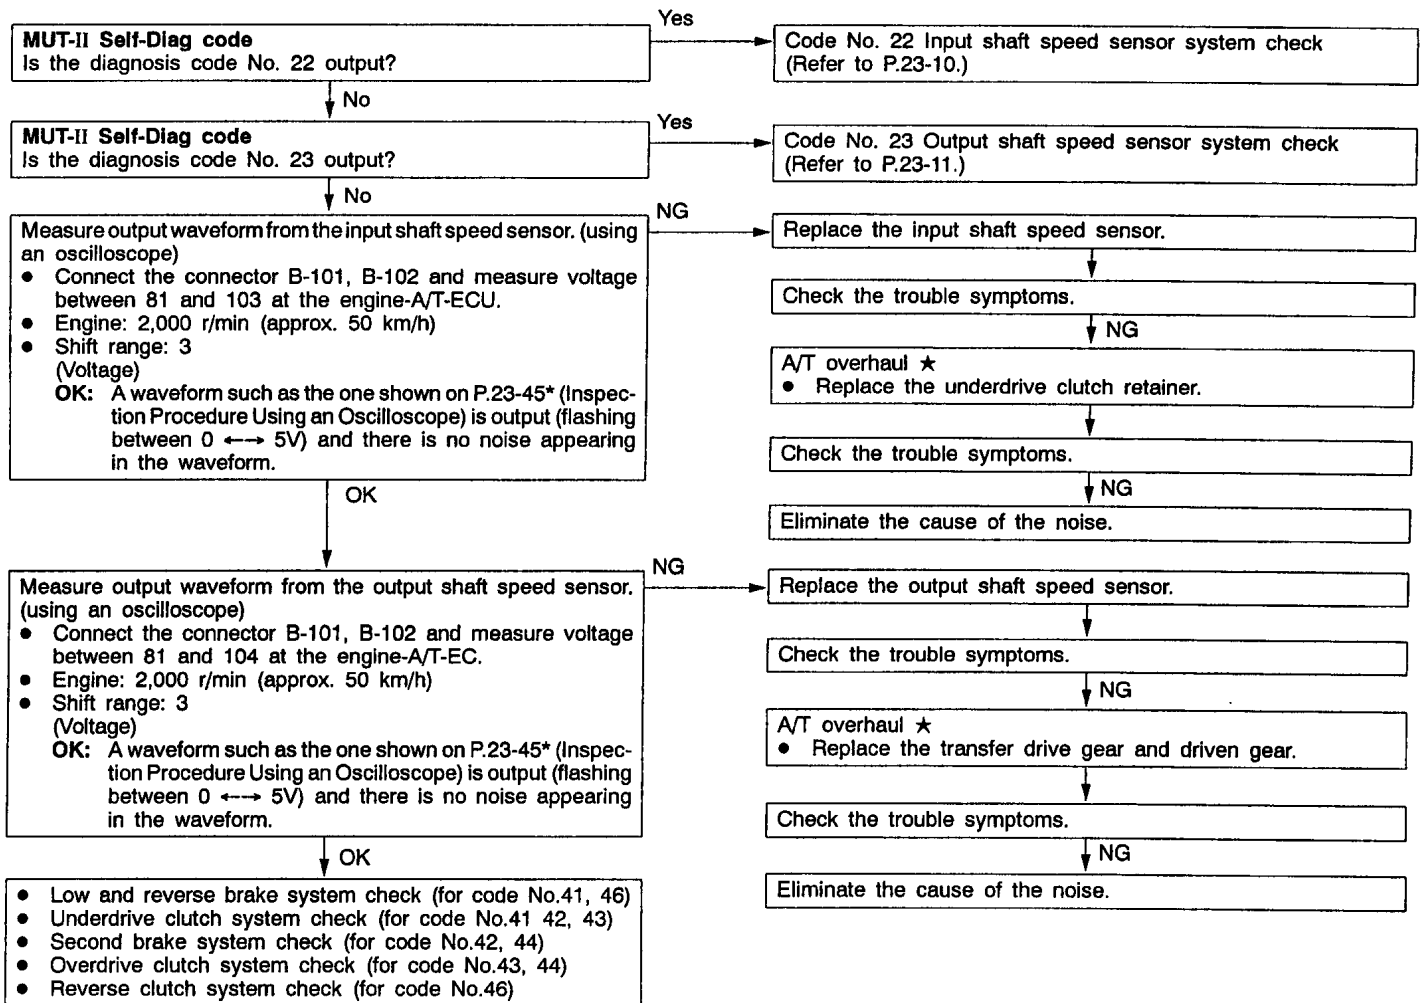 MUT-II Self-Diag code
Is the diagnosis code No. 22 output?
Yes
Code No. 22 Input shaft speed sensor system check
(Refer to P.23-10.)
No
MUT-II Self-Diag code
Is the diagnosis code No. 23 output?
Yes
Code No. 23 Output shaft speed sensor system check
(Refer to P.23-11.)
No
Measure output waveform from the input shaft speed sensor. (using
an oscilloscope)
● Connect the connector B-101, B-102 and measure voltage
between 81 and 103 at the engine-A/T-ECU.
● Engine: 2,000 r/min (approx. 50 km/h)
● Shift range: 3
(Voltage)
OK: A waveform such as the one shown on P.23-45* (Inspec-
tion Procedure Using an Oscilloscope) is output (flashing
between 0 ←→ 5V) and there is no noise appearing
in the waveform.
NG
Replace the input shaft speed sensor.
Check the trouble symptoms.
NG
A/T overhaul ★
● Replace the underdrive clutch retainer.
Check the trouble symptoms.
NG
Eliminate the cause of the noise.
OK
Measure output waveform from the output shaft speed sensor.
(using an oscilloscope)
● Connect the connector B-101, B-102 and measure voltage
between 81 and 104 at the engine-A/T-EC.
● Engine: 2,000 r/min (approx. 50 km/h)
● Shift range: 3
(Voltage)
OK: A waveform such as the one shown on P.23-45* (Inspec-
tion Procedure Using an Oscilloscope) is output (flashing
between 0 ←→ 5V) and there is no noise appearing
in the waveform.
NG
Replace the output shaft speed sensor.
Check the trouble symptoms.
NG
A/T overhaul ★
● Replace the transfer drive gear and driven gear.
Check the trouble symptoms.
NG
Eliminate the cause of the noise.
OK
● Low and reverse brake system check (for code No.41, 46)
● Underdrive clutch system check (for code No.41 42, 43)
● Second brake system check (for code No.42, 44)
● Overdrive clutch system check (for code No.43, 44)
● Reverse clutch system check (for code No.46)